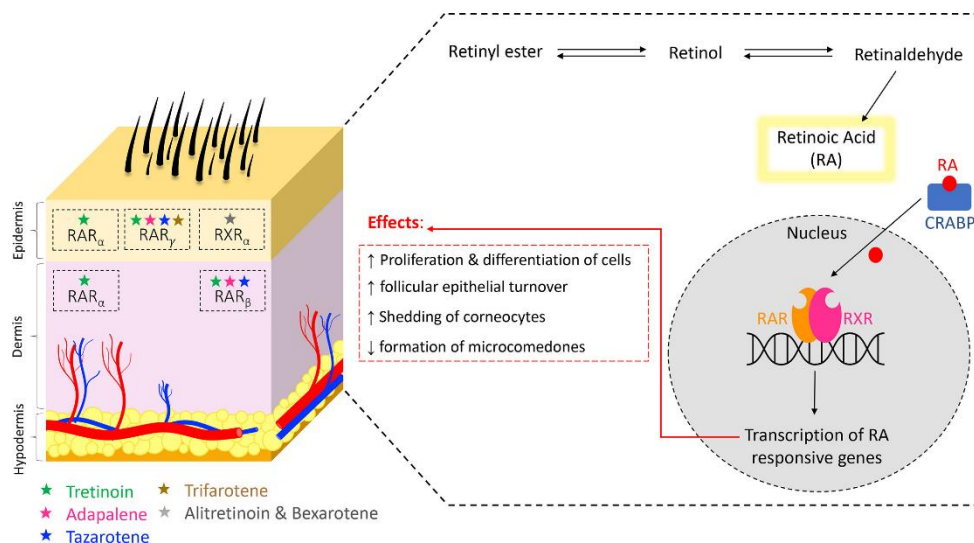 Retinyl ester
Retinol
Retinaldehyde
Retinoic Acid
(RA)
RA
CRABP
Nucleus
RAR
RXR
Transcription of RA
responsive genes
Effects:
↑ Proliferation & differentiation of cells
↑ follicular epithelial turnover
↑ Shedding of corneocytes
↓ formation of microcomedones
Epidermis
RARα
RARγ
RXRα
Dermis
RARα
RARβ
Hypodermis
Tretinoin
Trifarotene
Adapalene
Alitretinoin & Bexarotene
Tazarotene